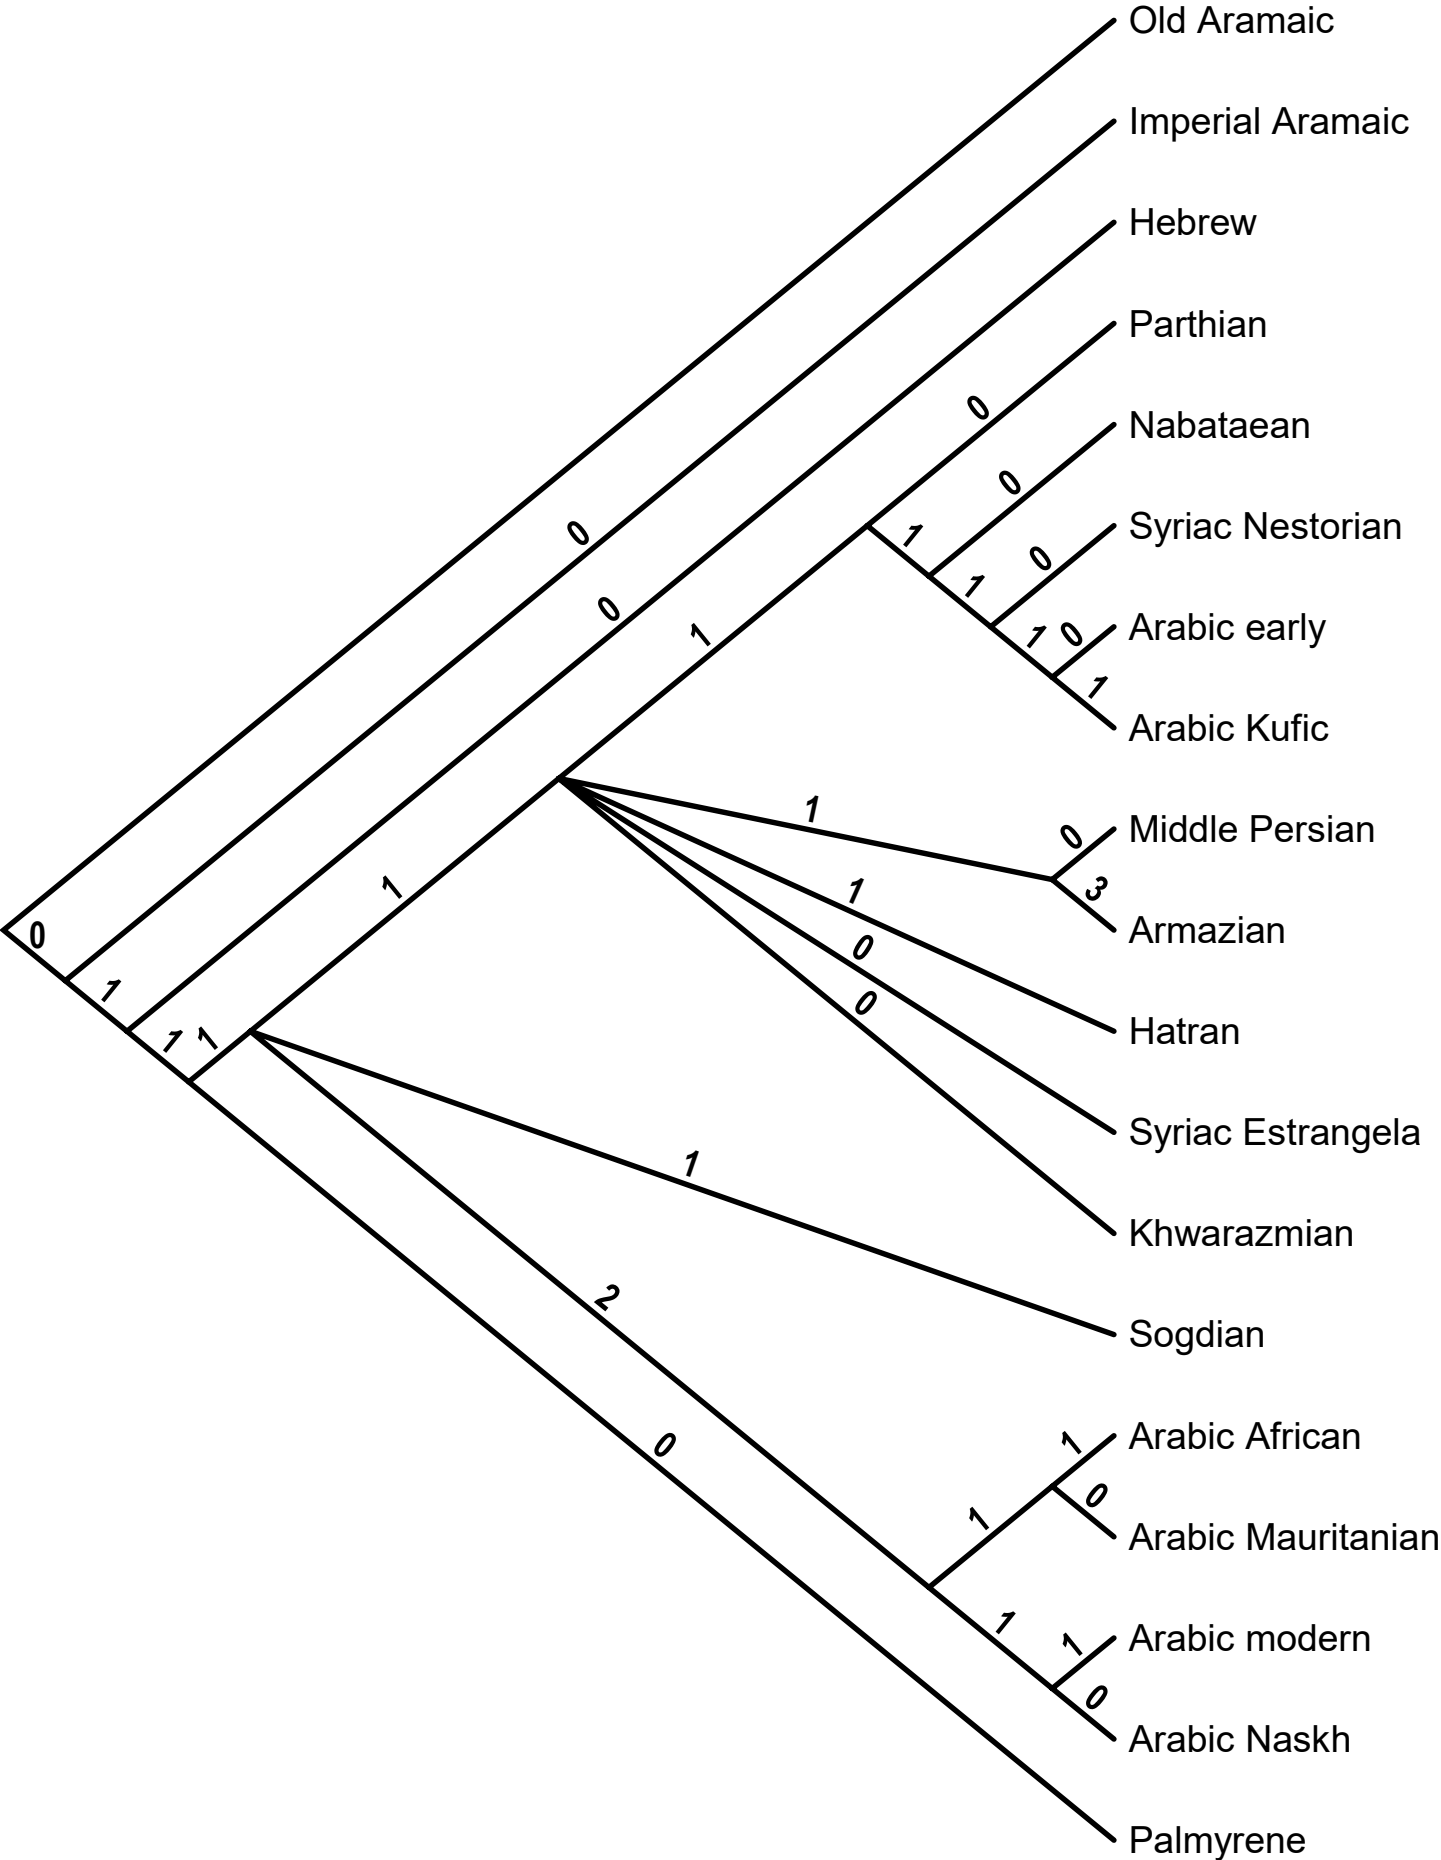 Old Aramaic
Imperial Aramaic
Hebrew
Parthian
0
Nabataean
0
Syriac Nestorian
0
1
0
Arabic early
1
0
1
0
1
1
Arabic Kufic
Middle Persian
1
0
1
1
3
Armazian
0
0
1
0
Hatran
1
1
Syriac Estrangela
1
Khwarazmian
2
Sogdian
Arabic African
1
0
0
1
Arabic Mauritanian
1
1
Arabic modern
0
Arabic Naskh
Palmyrene